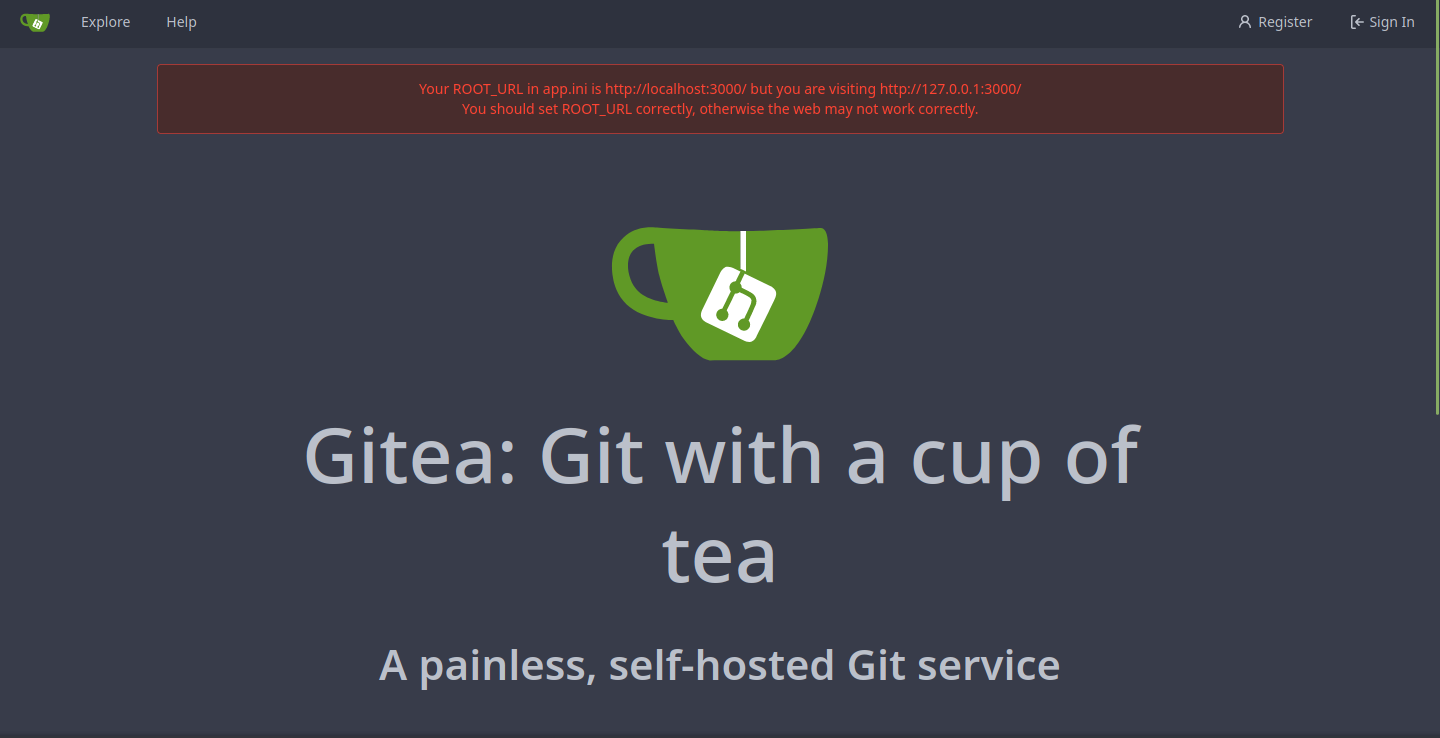 Explore Help Register Sign In
Your ROOT_URL in app.ini is http://localhost:3000/ but you are visiting http://127.0.0.1:3000/
You should set ROOT_URL correctly, otherwise the web may not work correctly.
Gitea: Git with a cup of
tea
A painless, self-hosted Git service